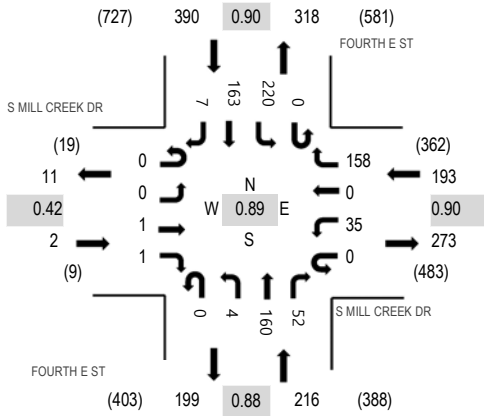 (727) 390 0.90 318 (581)
FOURTH E ST
S MILL CREEK DR
7 163 220 0
(19) (362)
11 0 158 193
0 0
N
0.42 W 0.89 E 0.90
1 35
S
2 1 0 273
(9) (483)
0 4 160 52
S MILL CREEK DR
FOURTH E ST
(403) 199 0.88 216 (388)